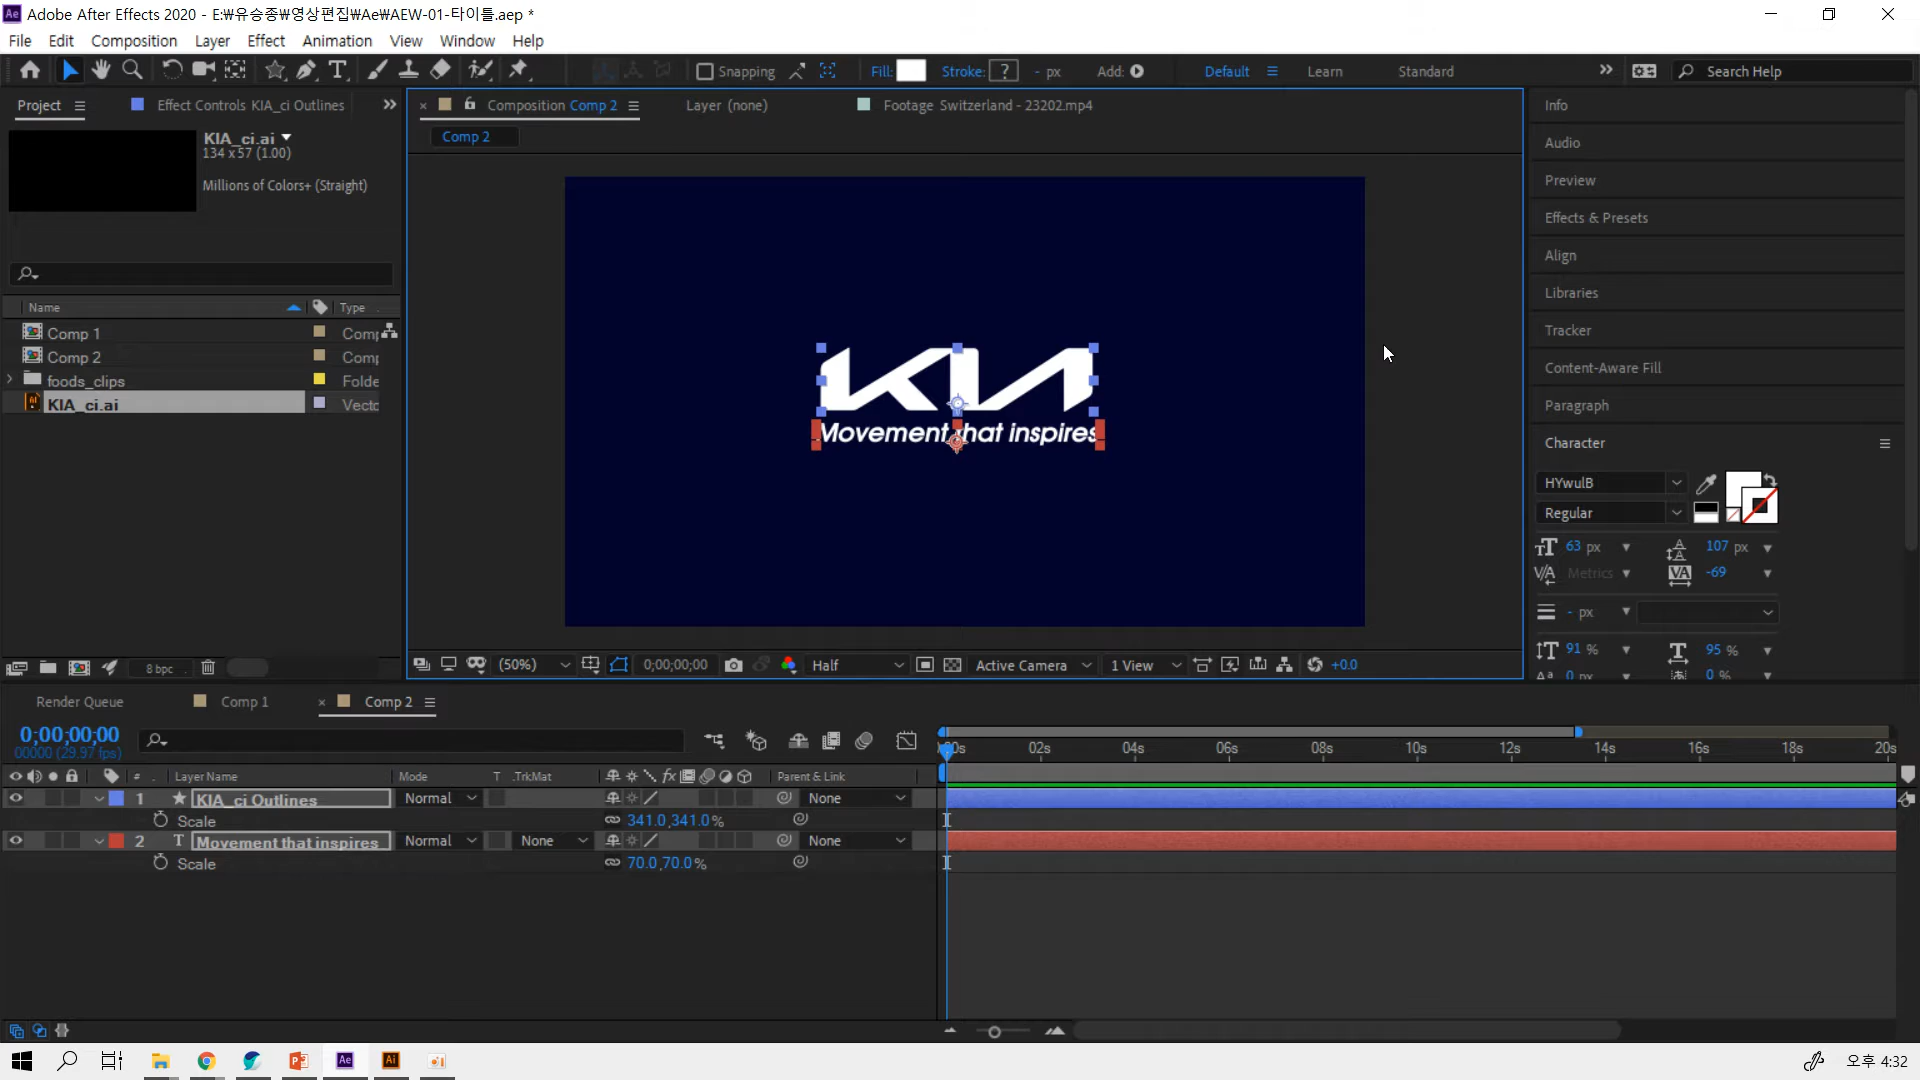 Adobe After Effects 2020 - E:\유승종\영상편집\Ae\AEW-01-타이틀.aep *
File Edit Composition Layer Effect Animation View Window Help
Snapping Fill: Stroke: ? - px Add: Default Learn Standard Search Help
Project Effect Controls KIA_ci Outlines
Composition Comp 2 Layer (none) Footage Switzerland - 23202.mp4
Comp 2
KIA_ci.ai
134 x 57 (1.00)
Millions of Colors+ (Straight)
Name Type
Comp 1 Comp
Comp 2 Comp
foods_clips Folde
KIA_ci.ai Vecto
8 bpc
KIA
Movement that inspires
(50%) 0;00;00;00 Half Active Camera 1 View +0.0
Info
Audio
Preview
Effects & Presets
Align
Libraries
Tracker
Content-Aware Fill
Paragraph
Character
HYwulB
Regular
63 px 107 px
Metrics -69
- px
91 % 95 %
0 px 0 %
Render Queue Comp 1 Comp 2
0;00;00;00
00000 (29.97 fps)
00s 02s 04s 06s 08s 10s 12s 14s 16s 18s 20s
# Layer Name Mode T .TrkMat fx Parent & Link
1 KIA_ci Outlines Normal None
Scale 341.0,341.0%
2 T Movement that inspires Normal None None
Scale 70.0,70.0%
오후 4:32